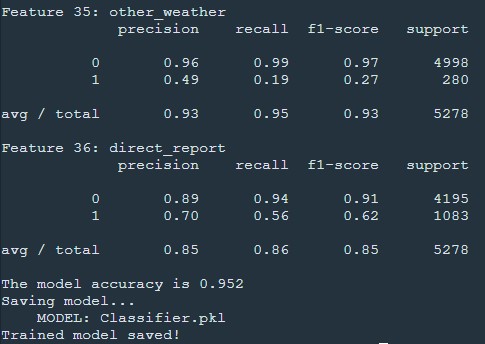 Feature 35: other_weather
precision recall f1-score support
0 0.96 0.99 0.97 4998
1 0.49 0.19 0.27 280
avg / total 0.93 0.95 0.93 5278
Feature 36: direct_report
precision recall f1-score support
0 0.89 0.94 0.91 4195
1 0.70 0.56 0.62 1083
avg / total 0.85 0.86 0.85 5278
The model accuracy is 0.952
Saving model...
MODEL: Classifier.pkl
Trained model saved!